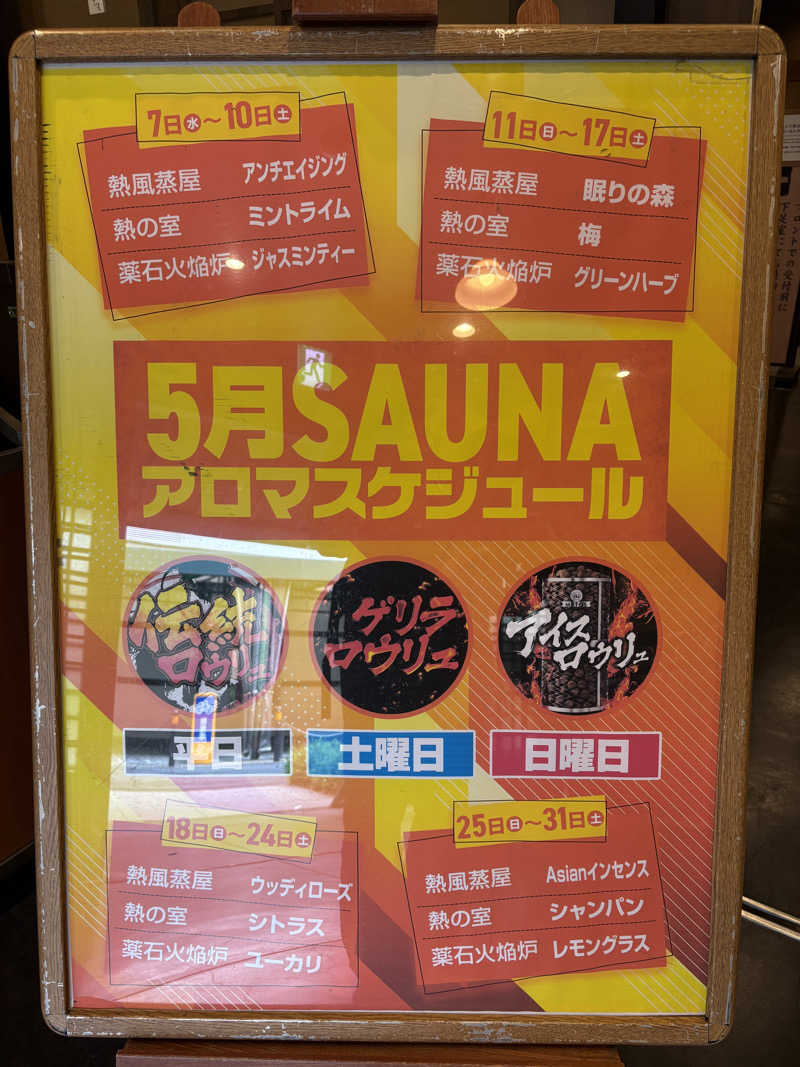 7日水〜10日土
熱風蒸屋 アンチエイジング
熱の室 ミントライム
薬石火焔炉 ジャスミンティー
11日日〜17日土
熱風蒸屋 眠りの森
熱の室 梅
薬石火焔炉 グリーンハーブ
5月SAUNA
アロマスケジュール
伝統
ロウリュ
ゲリラ
ロウリュ
アイス
ロウリュ
平日
土曜日
日曜日
18日日〜24日土
熱風蒸屋 ウッディローズ
熱の室 シトラス
薬石火焔炉 ユーカリ
25日日〜31日土
熱風蒸屋 Asianインセンス
熱の室 シャンパン
薬石火焔炉 レモングラス